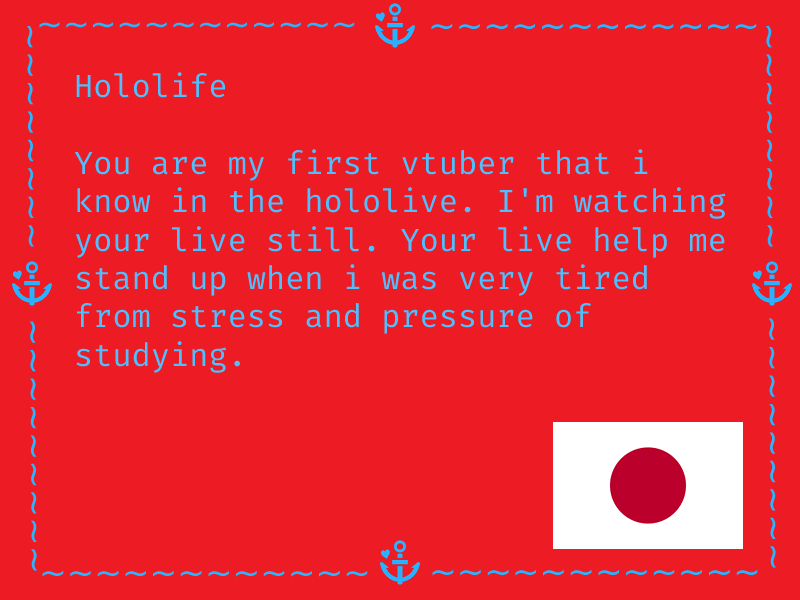 Hololife
You are my first vtuber that i
know in the hololive. I'm watching
your live still. Your live help me
stand up when i was very tired
from stress and pressure of
studying.